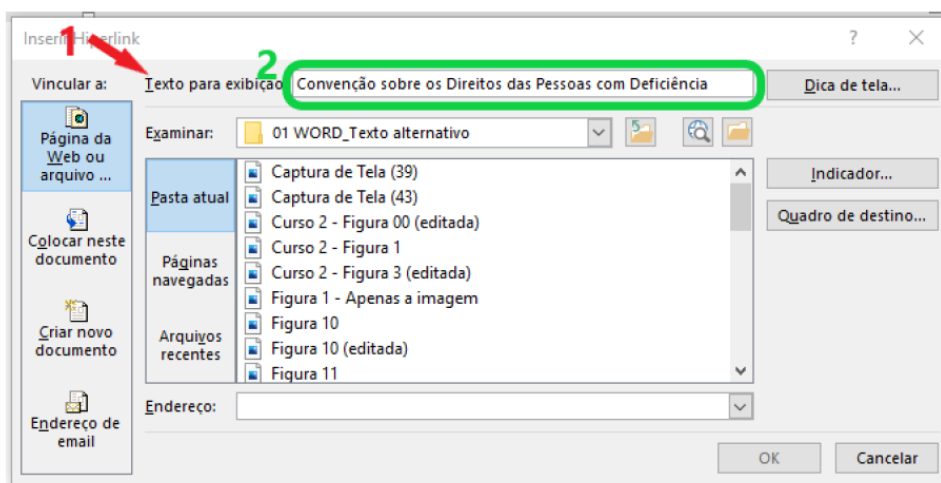 Inserir Hiperlink
1
?
Vincular a:
Texto para exibição:
2
Convenção sobre os Direitos das Pessoas com Deficiência
Dica de tela...
Página da
Web ou
arquivo ...
Colocar neste
documento
Criar novo
documento
Endereço de
email
Examinar:
01 WORD_Texto alternativo
Pasta atual
Páginas
navegadas
Arquivos
recentes
Captura de Tela (39)
Captura de Tela (43)
Curso 2 - Figura 00 (editada)
Curso 2 - Figura 1
Curso 2 - Figura 3 (editada)
Figura 1 - Apenas a imagem
Figura 10
Figura 10 (editada)
Figura 11
Indicador...
Quadro de destino...
Endereço:
OK
Cancelar